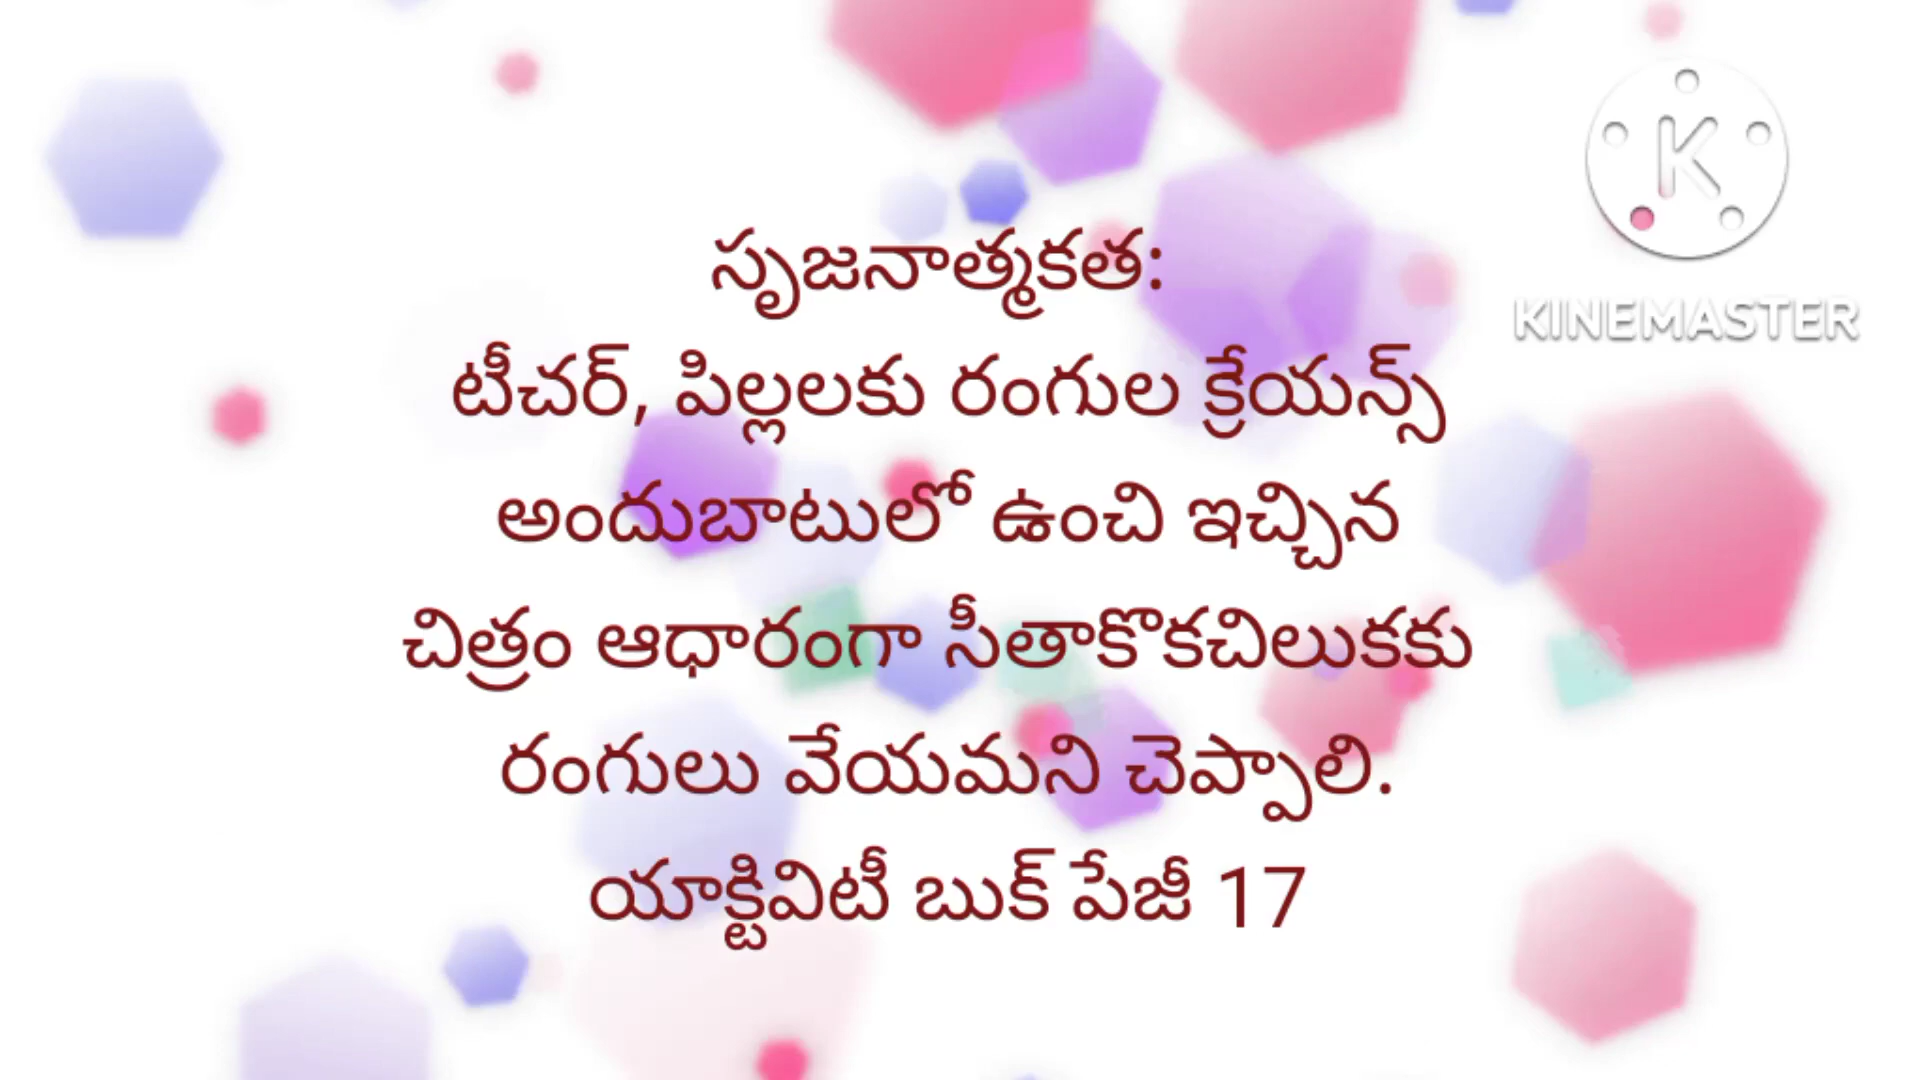 సృజనాత్మకత:
టీచర్, పిల్లలకు రంగుల క్రేయన్స్
అందుబాటులో ఉంచి ఇచ్చిన
చిత్రం ఆధారంగా సీతాకొకచిలుకకు
రంగులు వేయమని చెప్పాలి.
యాక్టివిటీ బుక్ పేజీ 17
K
KINEMASTER